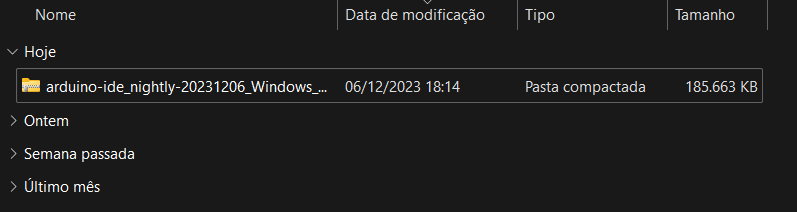 Nome Data de modificação Tipo Tamanho
Hoje
arduino-ide_nightly-20231206_Windows_... 06/12/2023 18:14 Pasta compactada 185.663 KB
Ontem
Semana passada
Último mês